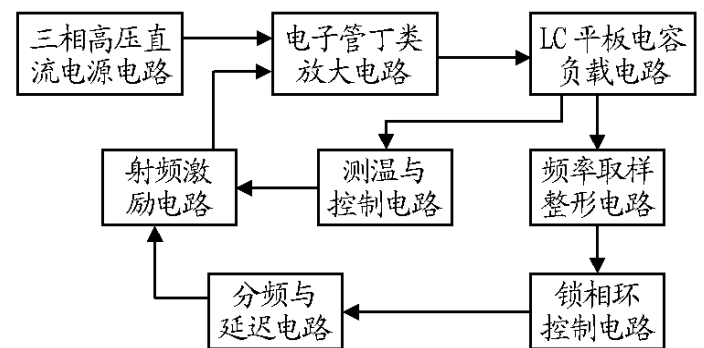 三相高压直
流电源电路
电子管丁类
放大电路
LC平板电容
负载电路
射频激
励电路
测温与
控制电路
频率取样
整形电路
分频与
延迟电路
锁相环
控制电路